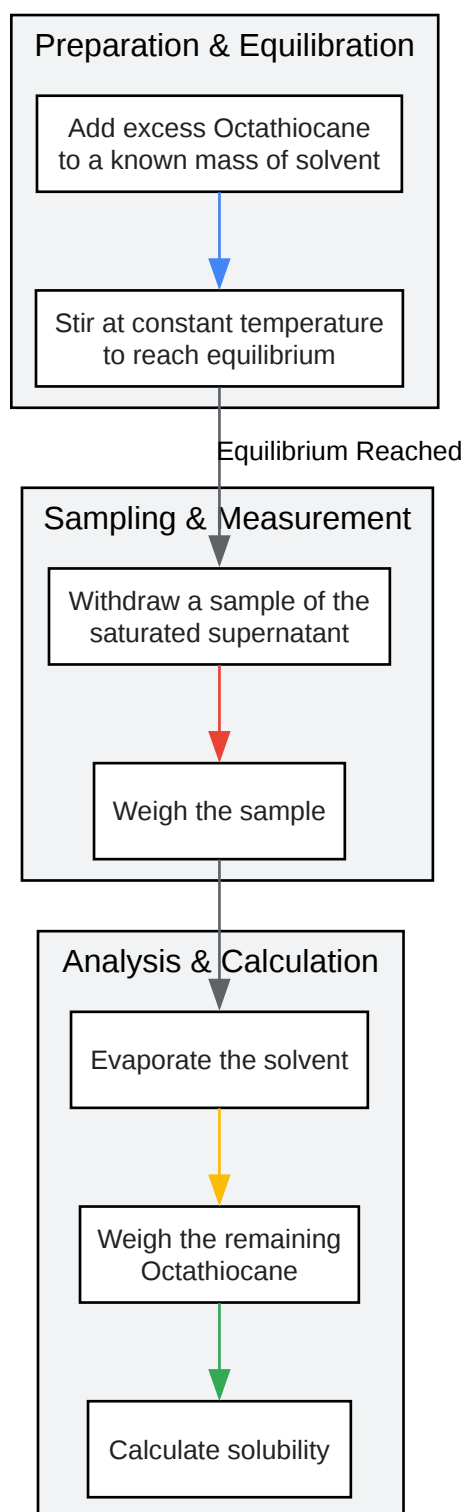 Preparation & Equilibration
Add excess Octathiocane
to a known mass of solvent
Stir at constant temperature
to reach equilibrium
Equilibrium Reached
Sampling & Measurement
Withdraw a sample of the
saturated supernatant
Weigh the sample
Analysis & Calculation
Evaporate the solvent
Weigh the remaining
Octathiocane
Calculate solubility